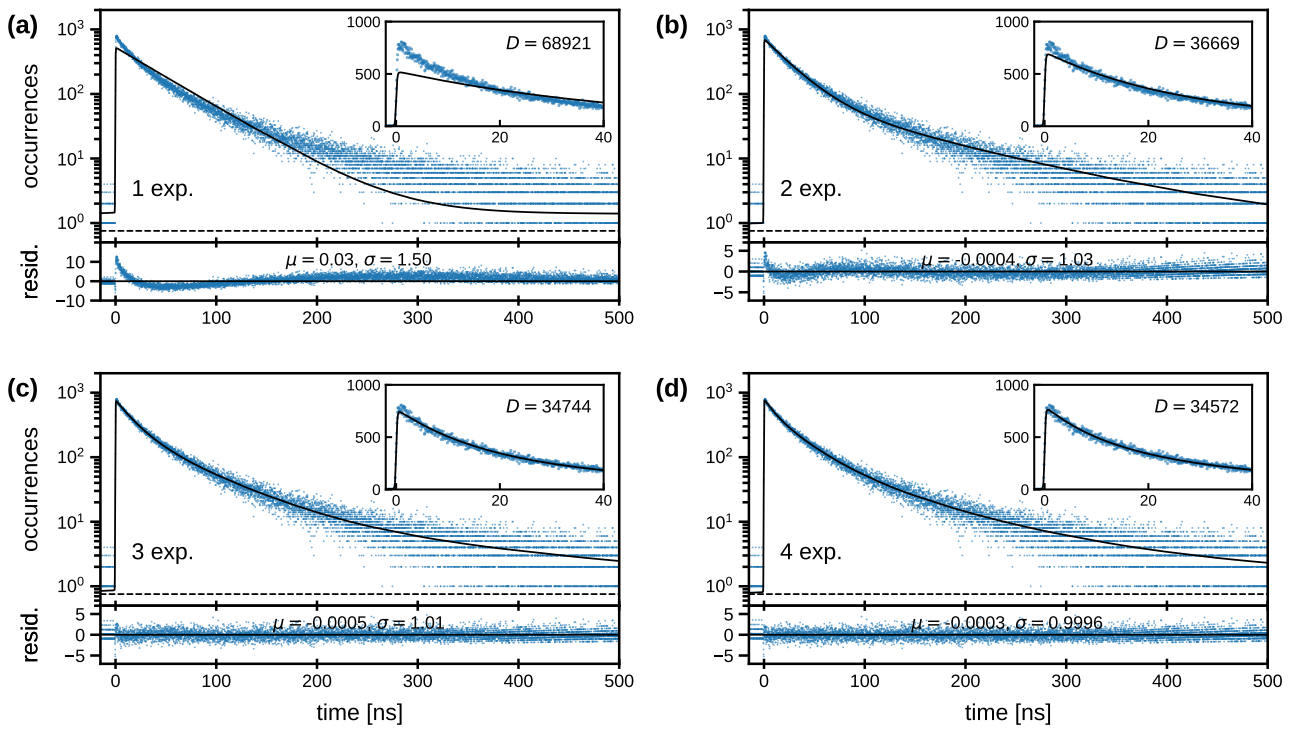 (a)
10³
10²
10¹
10⁰
occurrences
1 exp.
1000
500
0
D = 68921
0 20 40
resid.
10
0
−10
μ = 0.03, σ = 1.50
0 100 200 300 400 500
(b)
10³
10²
10¹
10⁰
2 exp.
1000
500
0
D = 36669
0 20 40
5
0
−5
μ = -0.0004, σ = 1.03
0 100 200 300 400 500
(c)
10³
10²
10¹
10⁰
occurrences
3 exp.
1000
500
0
D = 34744
0 20 40
resid.
5
0
−5
μ = -0.0005, σ = 1.01
0 100 200 300 400 500
time [ns]
(d)
10³
10²
10¹
10⁰
4 exp.
1000
500
0
D = 34572
0 20 40
5
0
−5
μ = -0.0003, σ = 0.9996
0 100 200 300 400 500
time [ns]